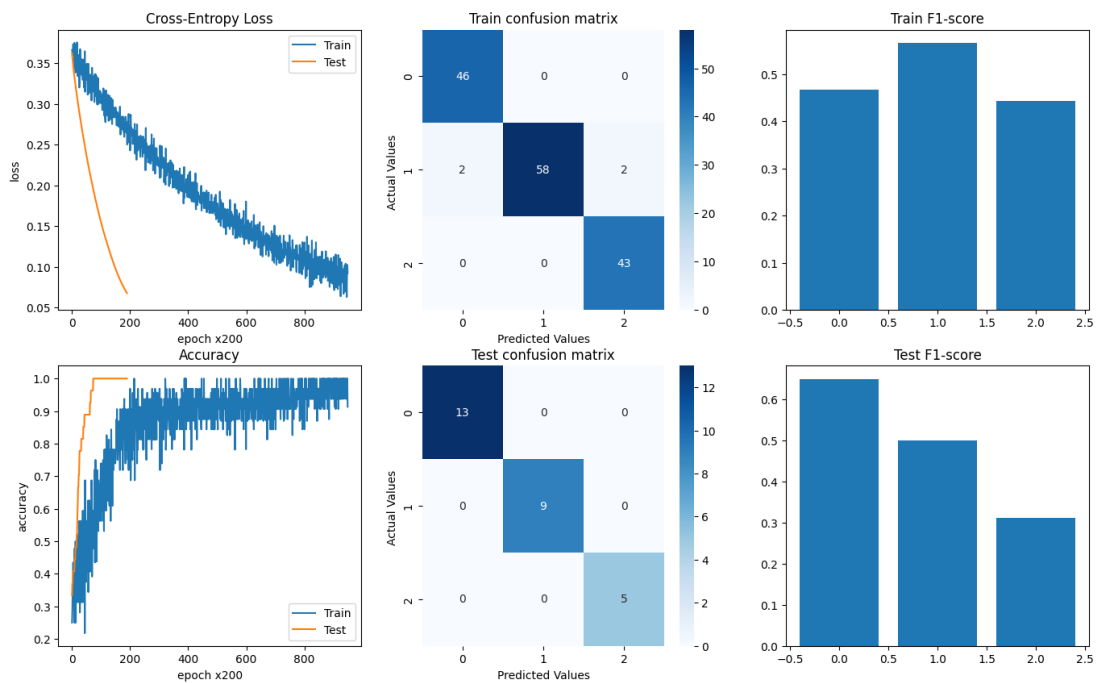 Cross-Entropy Loss
0.35
0.30
0.25
0.20
0.15
0.10
0.05
loss
0 200 400 600 800
epoch x200
Train
Test
Train confusion matrix
Actual Values
0 46 0 0
1 2 58 2
2 0 0 43
0 1 2
Predicted Values
50
40
30
20
10
0
Train F1-score
0.5
0.4
0.3
0.2
0.1
0.0
−0.5 0.0 0.5 1.0 1.5 2.0 2.5
Accuracy
1.0
0.9
0.8
0.7
0.6
0.5
0.4
0.3
0.2
accuracy
0 200 400 600 800
epoch x200
Train
Test
Test confusion matrix
Actual Values
0 13 0 0
1 0 9 0
2 0 0 5
0 1 2
Predicted Values
12
10
8
6
4
2
0
Test F1-score
0.6
0.5
0.4
0.3
0.2
0.1
0.0
−0.5 0.0 0.5 1.0 1.5 2.0 2.5